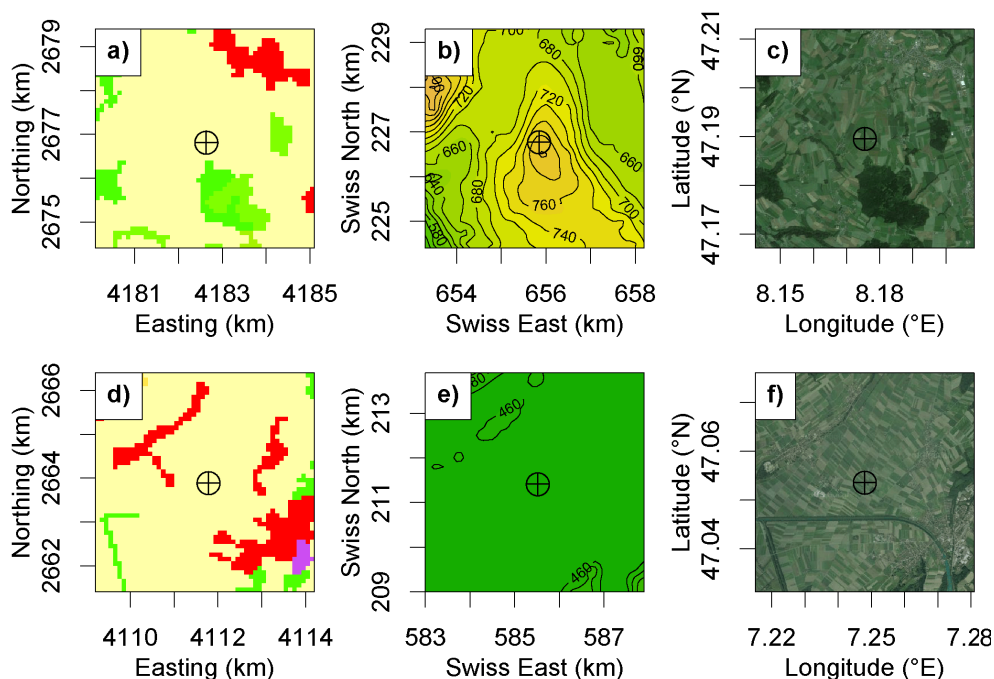 a)
Northing (km)
2679
2677
2675
4181
4183
4185
Easting (km)
b)
Swiss North (km)
229
227
225
654
656
658
Swiss East (km)
700
680
660
720
720
660
680
640
580
760
700
740
c)
Latitude (°N)
47.21
47.19
47.17
8.15
8.18
Longitude (°E)
d)
Northing (km)
2666
2664
2662
4110
4112
4114
Easting (km)
e)
Swiss North (km)
213
211
209
583
585
587
Swiss East (km)
460
460
f)
Latitude (°N)
47.06
47.04
7.22
7.25
7.28
Longitude (°E)